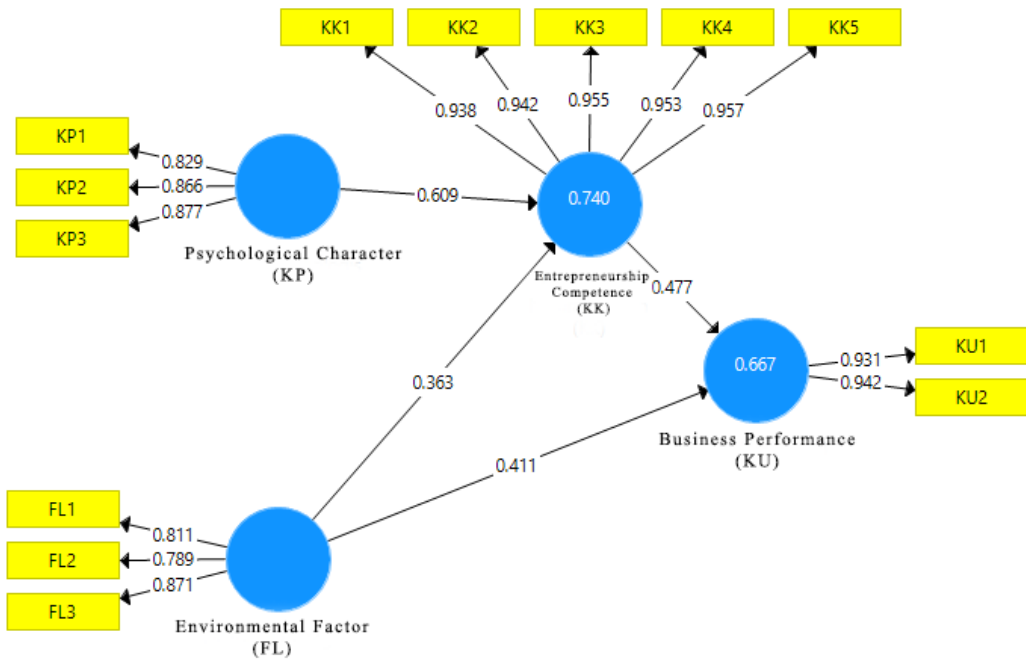 KK1
KK2
KK3
KK4
KK5
0.938
0.942
0.955
0.953
0.957
KP1
KP2
KP3
0.829
0.866
0.877
Psychological Character
(KP)
0.609
0.740
Entrepreneurship
Competence
(KK)
0.477
0.363
0.667
0.931
0.942
KU1
KU2
Business Performance
(KU)
0.411
FL1
FL2
FL3
0.811
0.789
0.871
Environmental Factor
(FL)